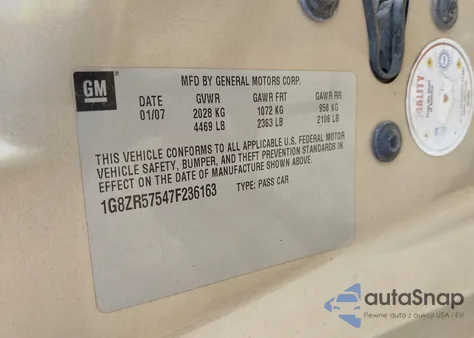 GM
MFD BY GENERAL MOTORS CORP.
DATE GVWR GAWR FRT GAWR RR
01/07 2028 KG 1072 KG 956 KG
4469 LB 2363 LB 2106 LB
THIS VEHICLE CONFORMS TO ALL APPLICABLE U.S. FEDERAL MOTOR
VEHICLE SAFETY, BUMPER, AND THEFT PREVENTION STANDARDS IN
EFFECT ON THE DATE OF MANUFACTURE SHOWN ABOVE.
1G8ZR57547F236163 TYPE: PASS CAR
QUALITY
autoSnap
Pewne auta z aukcji USA i EU